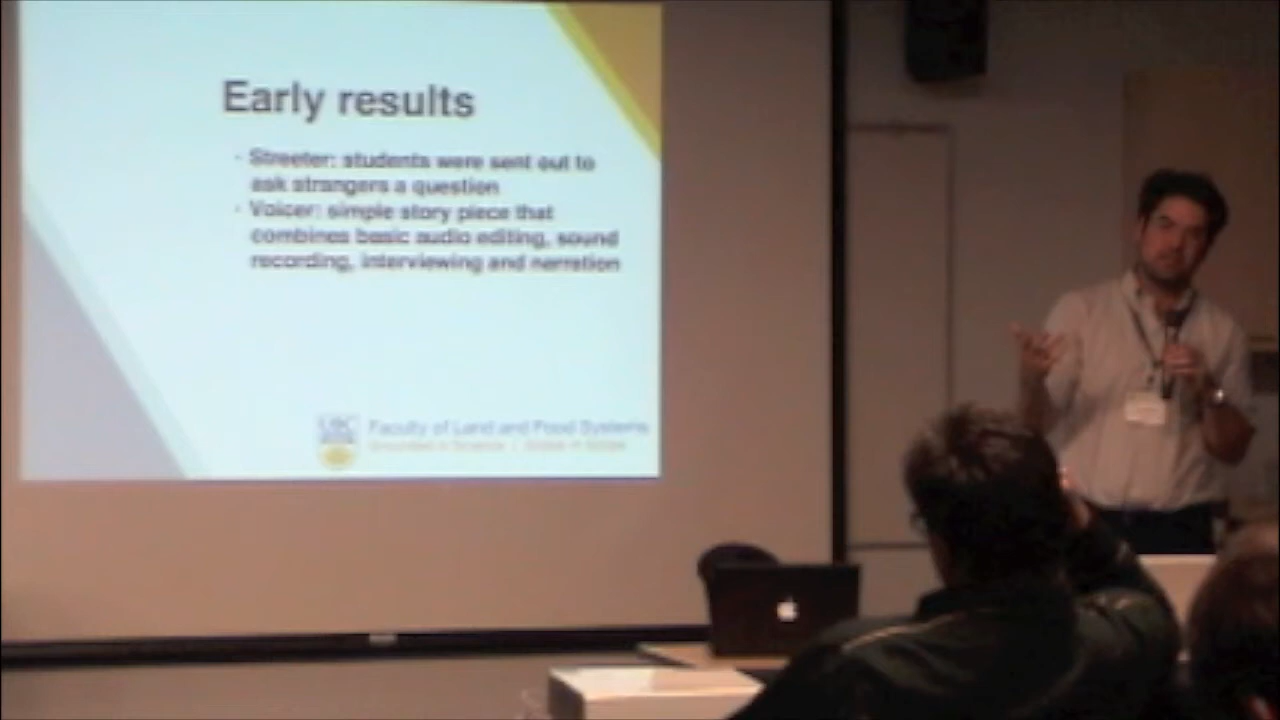 Early results
· Streeter: students were sent out to
ask strangers a question
· Voicer: simple story piece that
combines basic audio editing, sound
recording, interviewing and narration
UBC
Faculty of Land and Food Systems